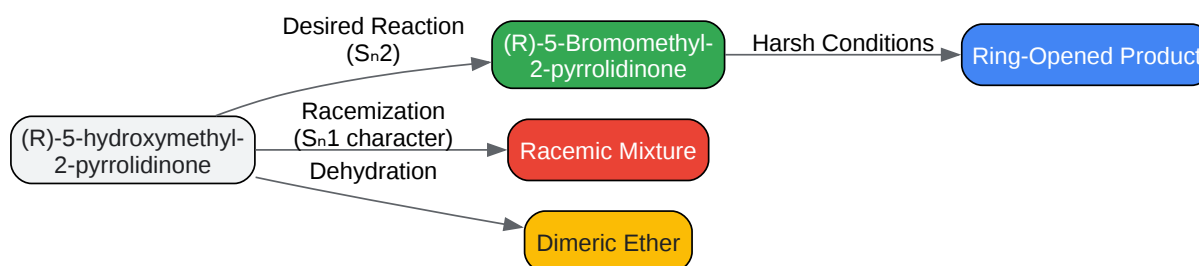 Desired Reaction
(Sₙ2)
(R)-5-Bromomethyl-
2-pyrrolidinone
Harsh Conditions
Ring-Opened Product
(R)-5-hydroxymethyl-
2-pyrrolidinone
Racemization
(Sₙ1 character)
Racemic Mixture
Dehydration
Dimeric Ether